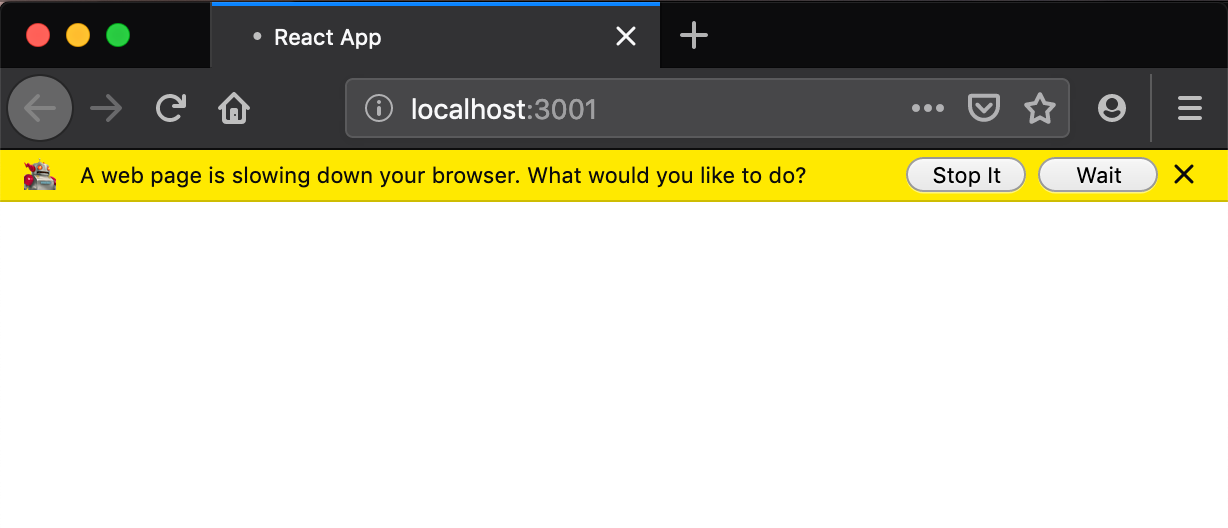 React App
localhost:3001
A web page is slowing down your browser. What would you like to do? Stop It Wait